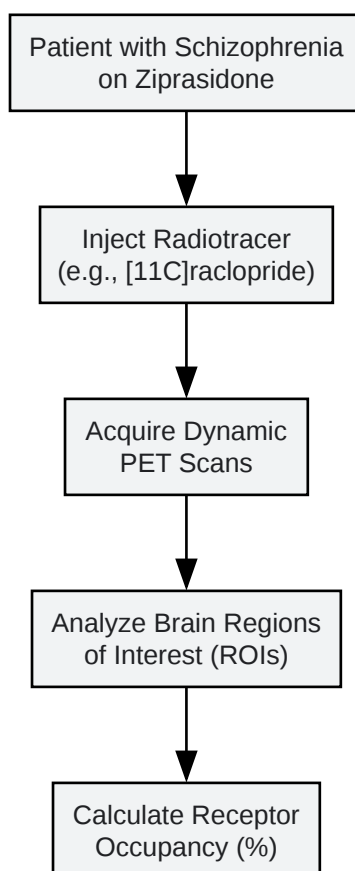 Patient with Schizophrenia
on Ziprasidone
Inject Radiotracer
(e.g., [11C]raclopride)
Acquire Dynamic
PET Scans
Analyze Brain Regions
of Interest (ROIs)
Calculate Receptor
Occupancy (%)